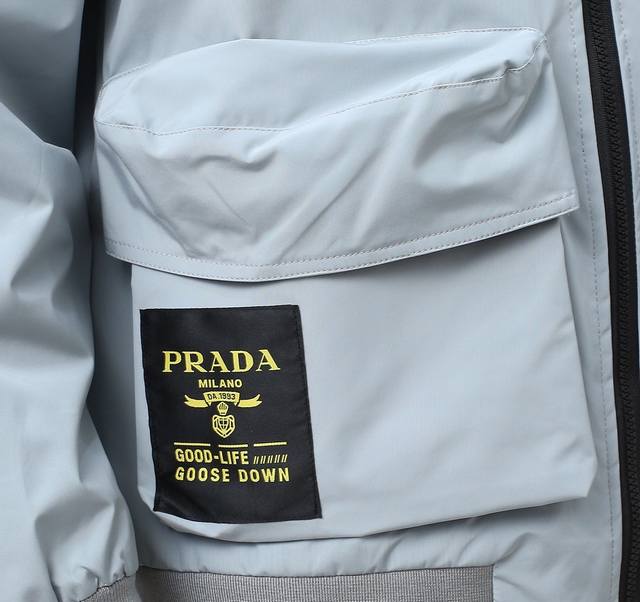 PRADA
MILANO
DA 1993
GOOD-LIFE //////
GOOSE DOWN